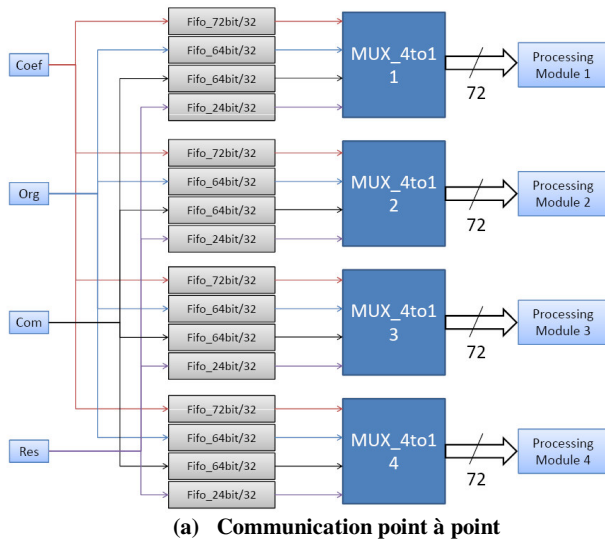 Coef
Org
Com
Res
Fifo_72bit/32
Fifo_64bit/32
Fifo_64bit/32
Fifo_24bit/32
MUX_4to1
1
72
Processing
Module 1
Fifo_72bit/32
Fifo_64bit/32
Fifo_64bit/32
Fifo_24bit/32
MUX_4to1
2
72
Processing
Module 2
Fifo_72bit/32
Fifo_64bit/32
Fifo_64bit/32
Fifo_24bit/32
MUX_4to1
3
72
Processing
Module 3
Fifo_72bit/32
Fifo_64bit/32
Fifo_64bit/32
Fifo_24bit/32
MUX_4to1
4
72
Processing
Module 4
(a) Communication point à point